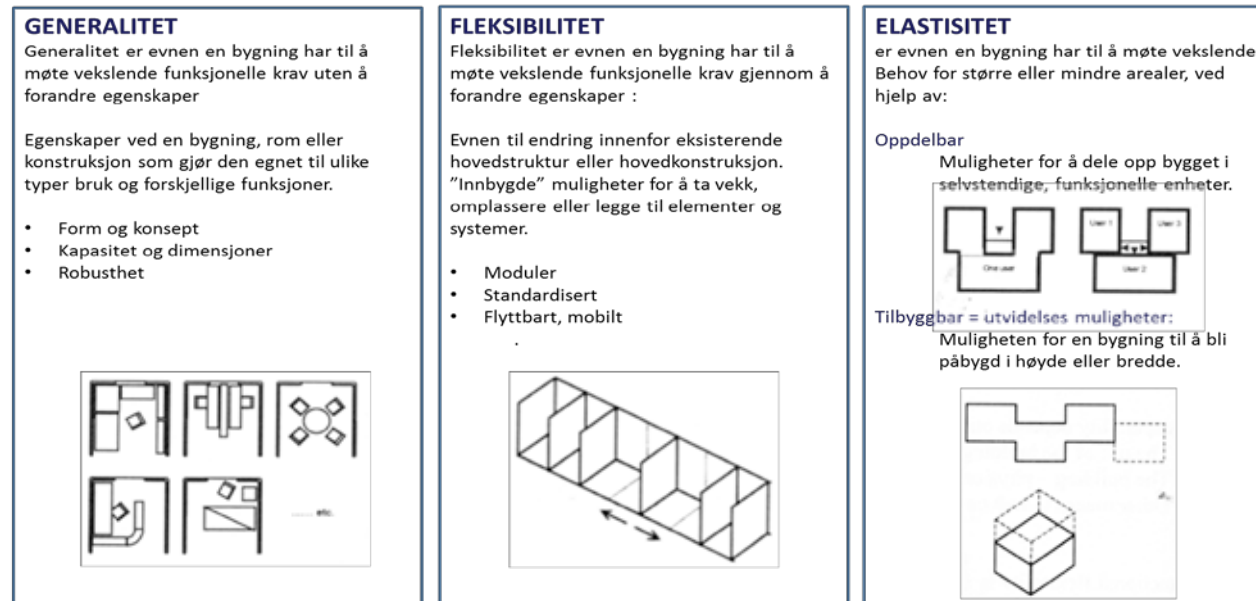 GENERALITET
Generalitet er evnen en bygning har til å
møte vekslende funksjonelle krav uten å
forandre egenskaper
Egenskaper ved en bygning, rom eller
konstruksjon som gjør den egnet til ulike
typer bruk og forskjellige funksjoner.
• Form og konsept
• Kapasitet og dimensjoner
• Robusthet
...... etc.
FLEKSIBILITET
Fleksibilitet er evnen en bygning har til å
møte vekslende funksjonelle krav gjennom å
forandre egenskaper :
Evnen til endring innenfor eksisterende
hovedstruktur eller hovedkonstruksjon.
”Innbygde” muligheter for å ta vekk,
omplassere eller legge til elementer og
systemer.
• Moduler
• Standardisert
• Flyttbart, mobilt
.
ELASTISITET
er evnen en bygning har til å møte vekslende
Behov for større eller mindre arealer, ved
hjelp av:
Oppdelbar
Muligheter for å dele opp bygget i
selvstendige, funksjonelle enheter.
User 1 User 3
One user User 2
Tilbyggbar = utvidelses muligheter:
Muligheten for en bygning til å bli
påbygd i høyde eller bredde.